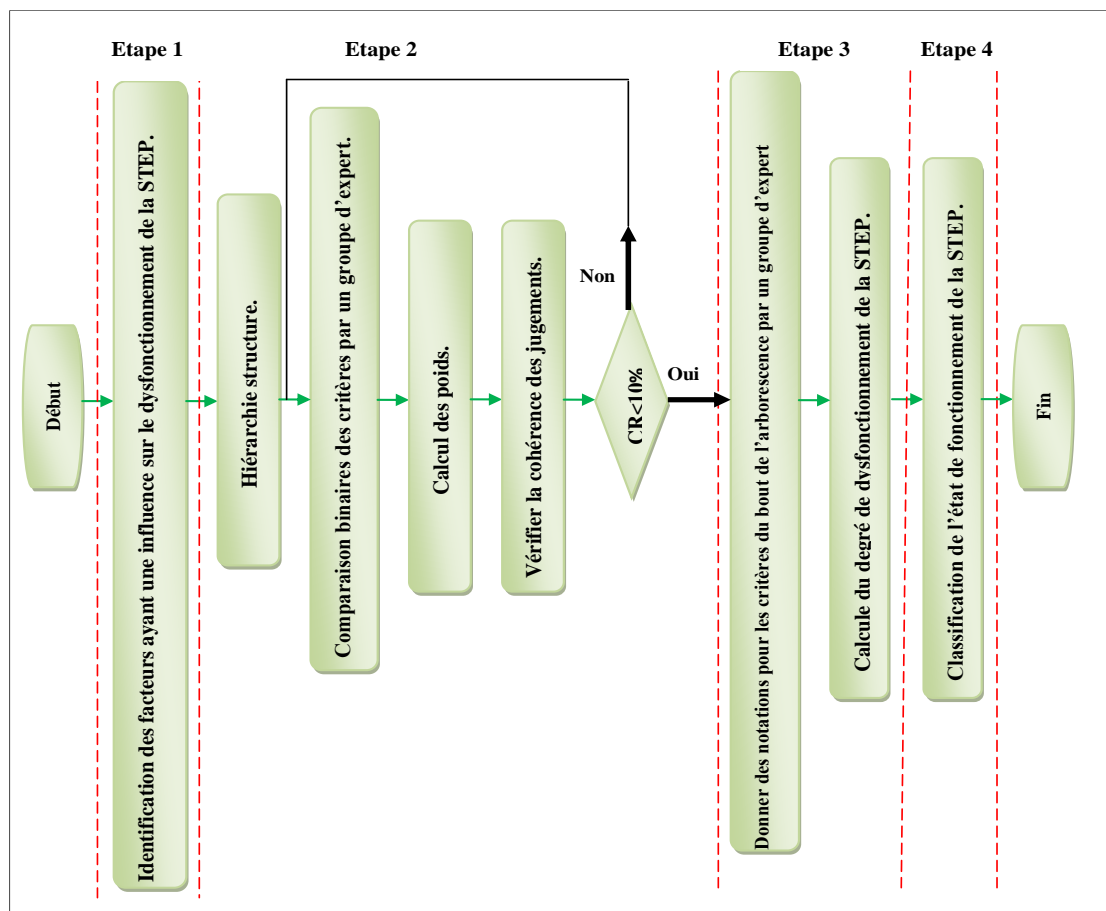 Etape 1
Etape 2
Etape 3
Etape 4
Début
Identification des facteurs ayant une influence sur le dysfonctionnement de la STEP.
Hiérarchie structure.
Comparaison binaires des critères par un groupe d’expert.
Calcul des poids.
Vérifier la cohérence des jugements.
CR<10%
Non
Oui
Donner des notations pour les critères du bout de l’arborescence par un groupe d’expert
Calcule du degré de dysfonctionnement de la STEP.
Classification de l’état de fonctionnement de la STEP.
Fin